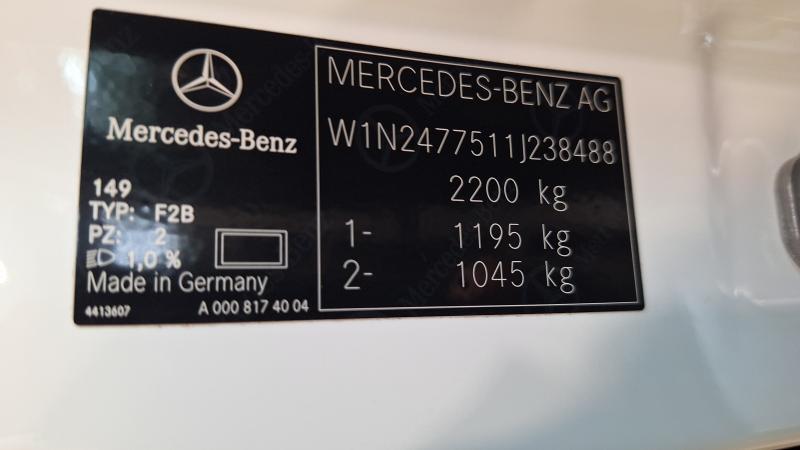 Mercedes-Benz
149
TYP: F2B
PZ: 2
1,0 %
Made in Germany
4413607
A 000 817 40 04
MERCEDES-BENZ AG
W1N2477511J238488
2200 kg
1- 1195 kg
2- 1045 kg